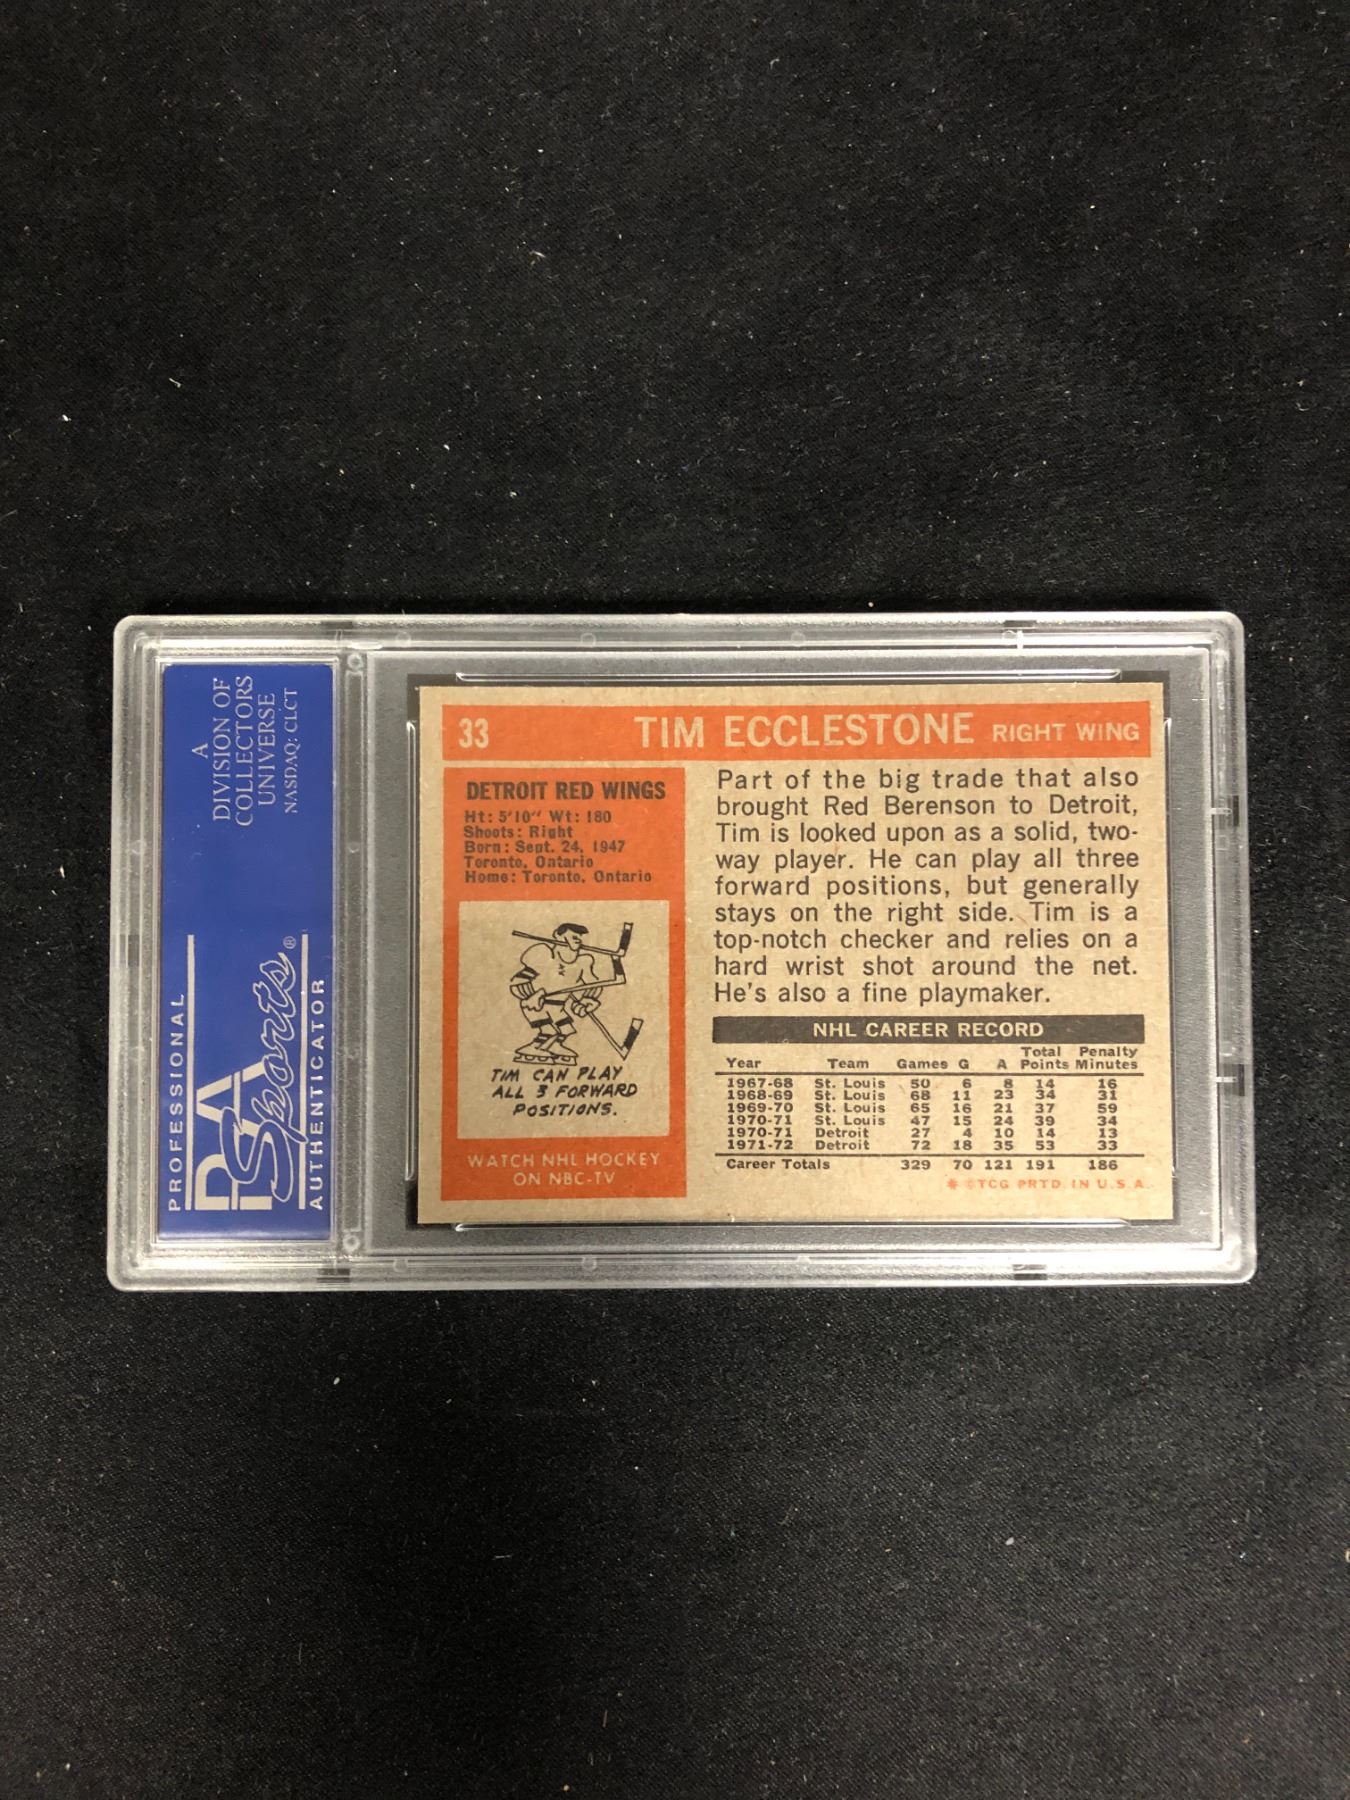 A
DIVISION OF
COLLECTORS
UNIVERSE
NASDAQ: CLCT
PROFESSIONAL
PSA
Sports®
AUTHENTICATOR
33 TIM ECCLESTONE RIGHT WING
DETROIT RED WINGS
Ht: 5'10" Wt: 180
Shoots: Right
Born: Sept. 24, 1947
Toronto, Ontario
Home: Toronto, Ontario
TIM CAN PLAY
ALL 3 FORWARD
POSITIONS.
WATCH NHL HOCKEY
ON NBC-TV
Part of the big trade that also
brought Red Berenson to Detroit,
Tim is looked upon as a solid, two-
way player. He can play all three
forward positions, but generally
stays on the right side. Tim is a
top-notch checker and relies on a
hard wrist shot around the net.
He's also a fine playmaker.
NHL CAREER RECORD
Year Team Games G A Total Points Penalty Minutes
1967-68 St. Louis 50 6 8 14 16
1968-69 St. Louis 68 11 23 34 31
1969-70 St. Louis 65 16 21 37 59
1970-71 St. Louis 47 15 24 39 34
1970-71 Detroit 27 4 10 14 13
1971-72 Detroit 72 18 35 53 33
Career Totals 329 70 121 191 186
* ©TCG PRTD. IN U.S.A.